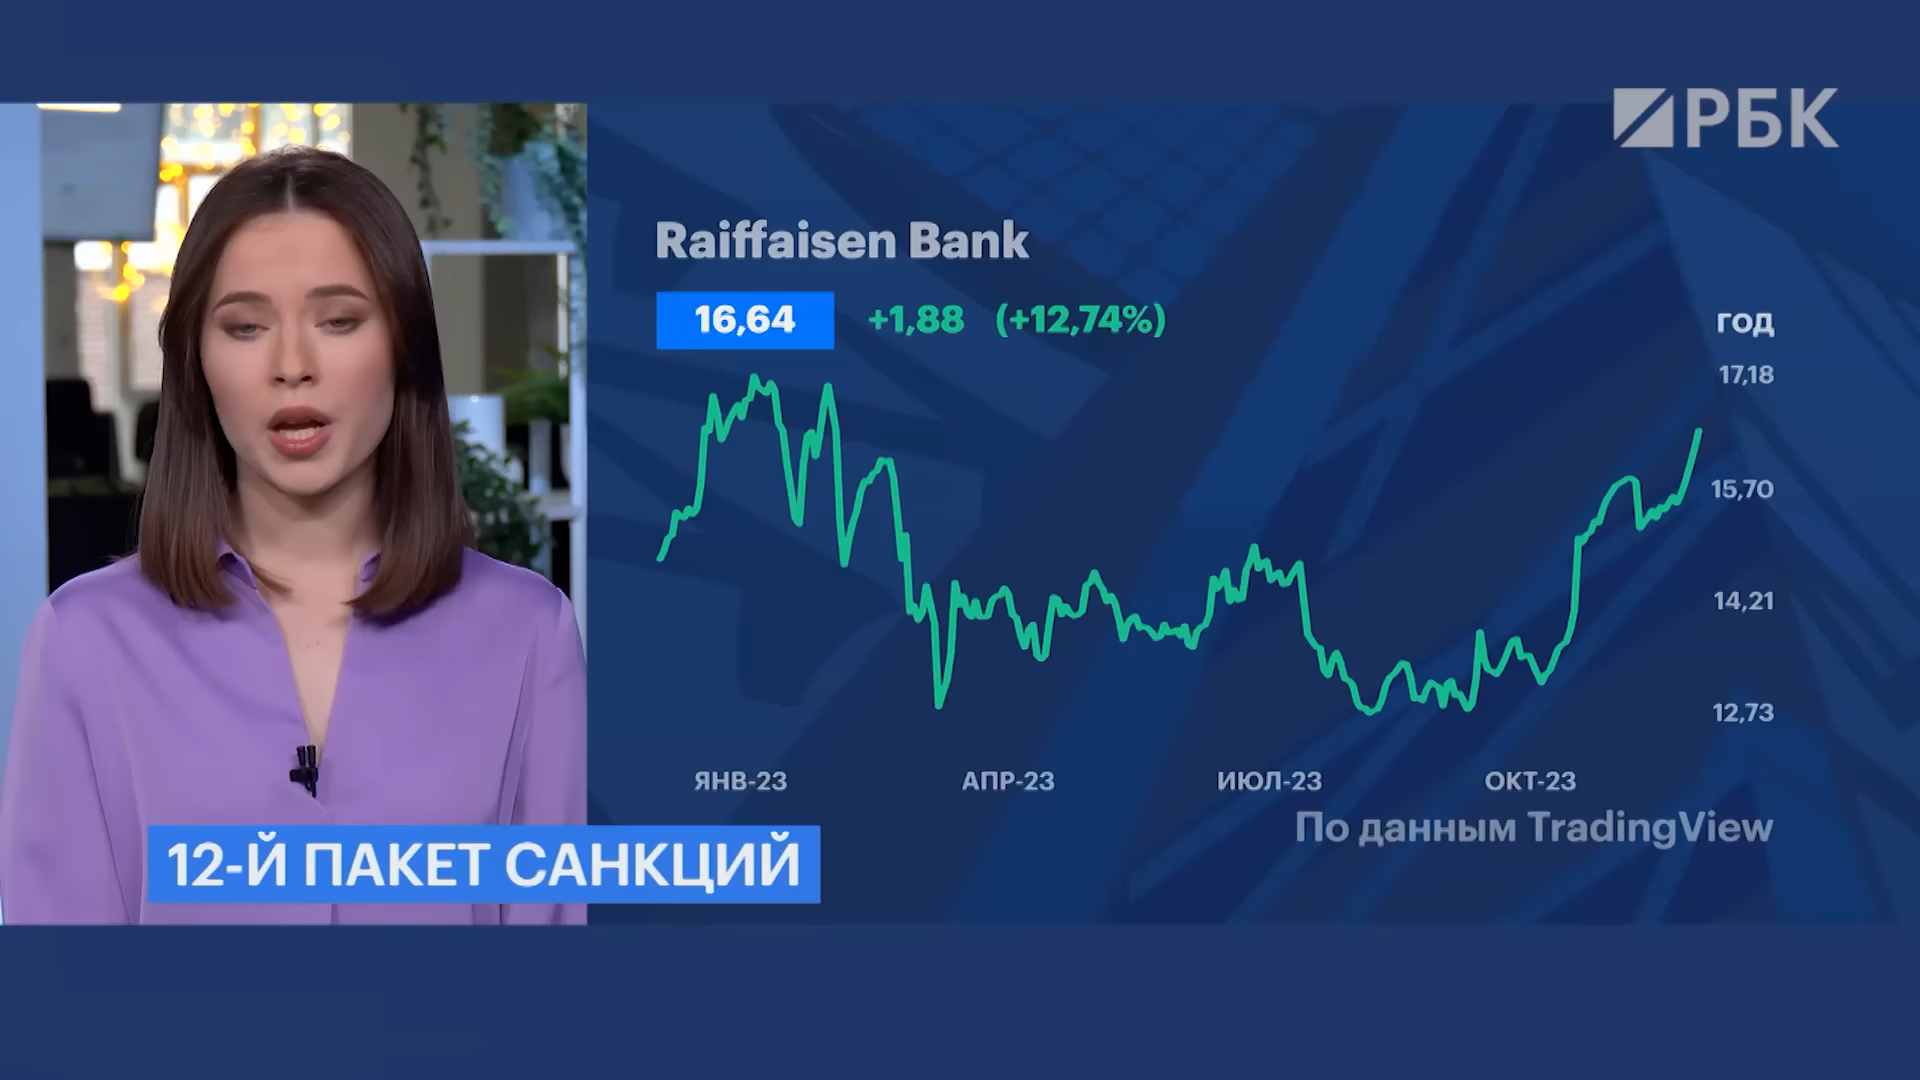 РБК
Raiffaisen Bank
16,64 +1,88 (+12,74%)
год
17,18
15,70
14,21
12,73
ЯНВ-23 АПР-23 ИЮЛ-23 ОКТ-23
По данным TradingView
12-Й ПАКЕТ САНКЦИЙ